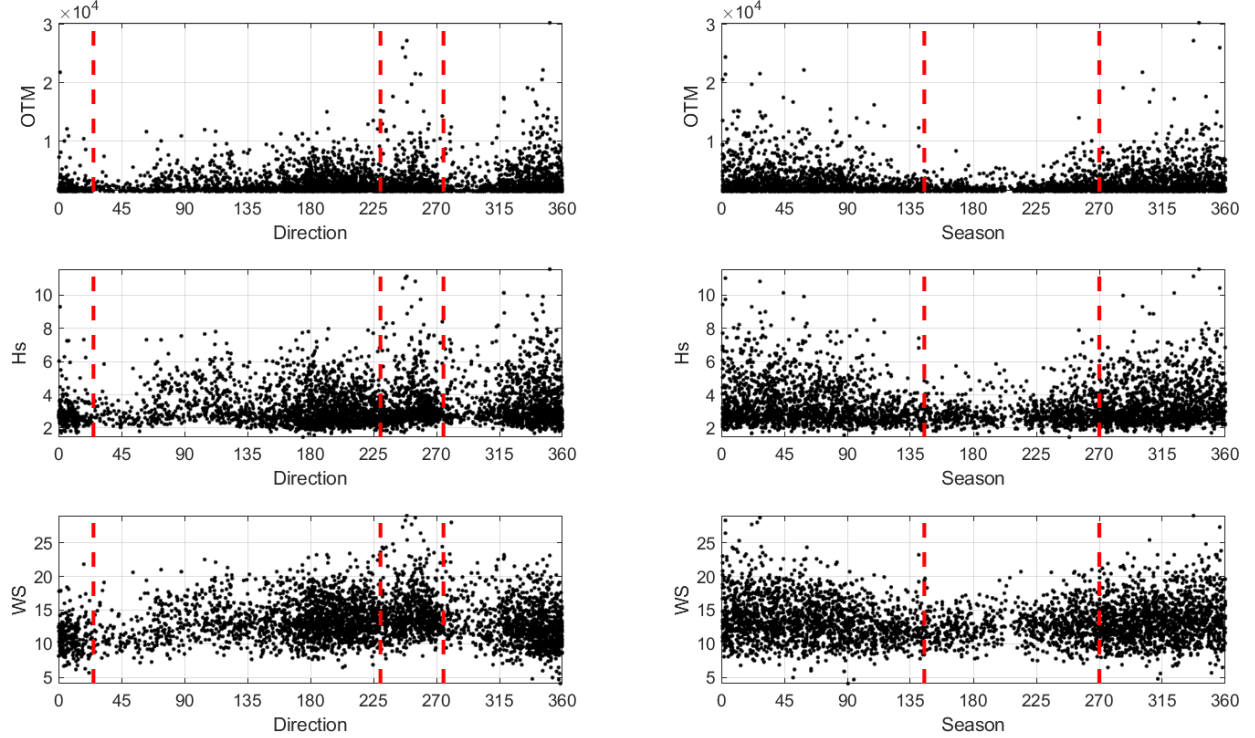 ×10⁴ ×10⁴
3 3
2 2
OTM OTM
1 1
0 45 90 135 180 225 270 315 360 0 45 90 135 180 225 270 315 360
Direction Season
10 10
8 8
Hs Hs
6 6
4 4
2 2
0 45 90 135 180 225 270 315 360 0 45 90 135 180 225 270 315 360
Direction Season
25 25
20 20
WS WS
15 15
10 10
5 5
0 45 90 135 180 225 270 315 360 0 45 90 135 180 225 270 315 360
Direction Season